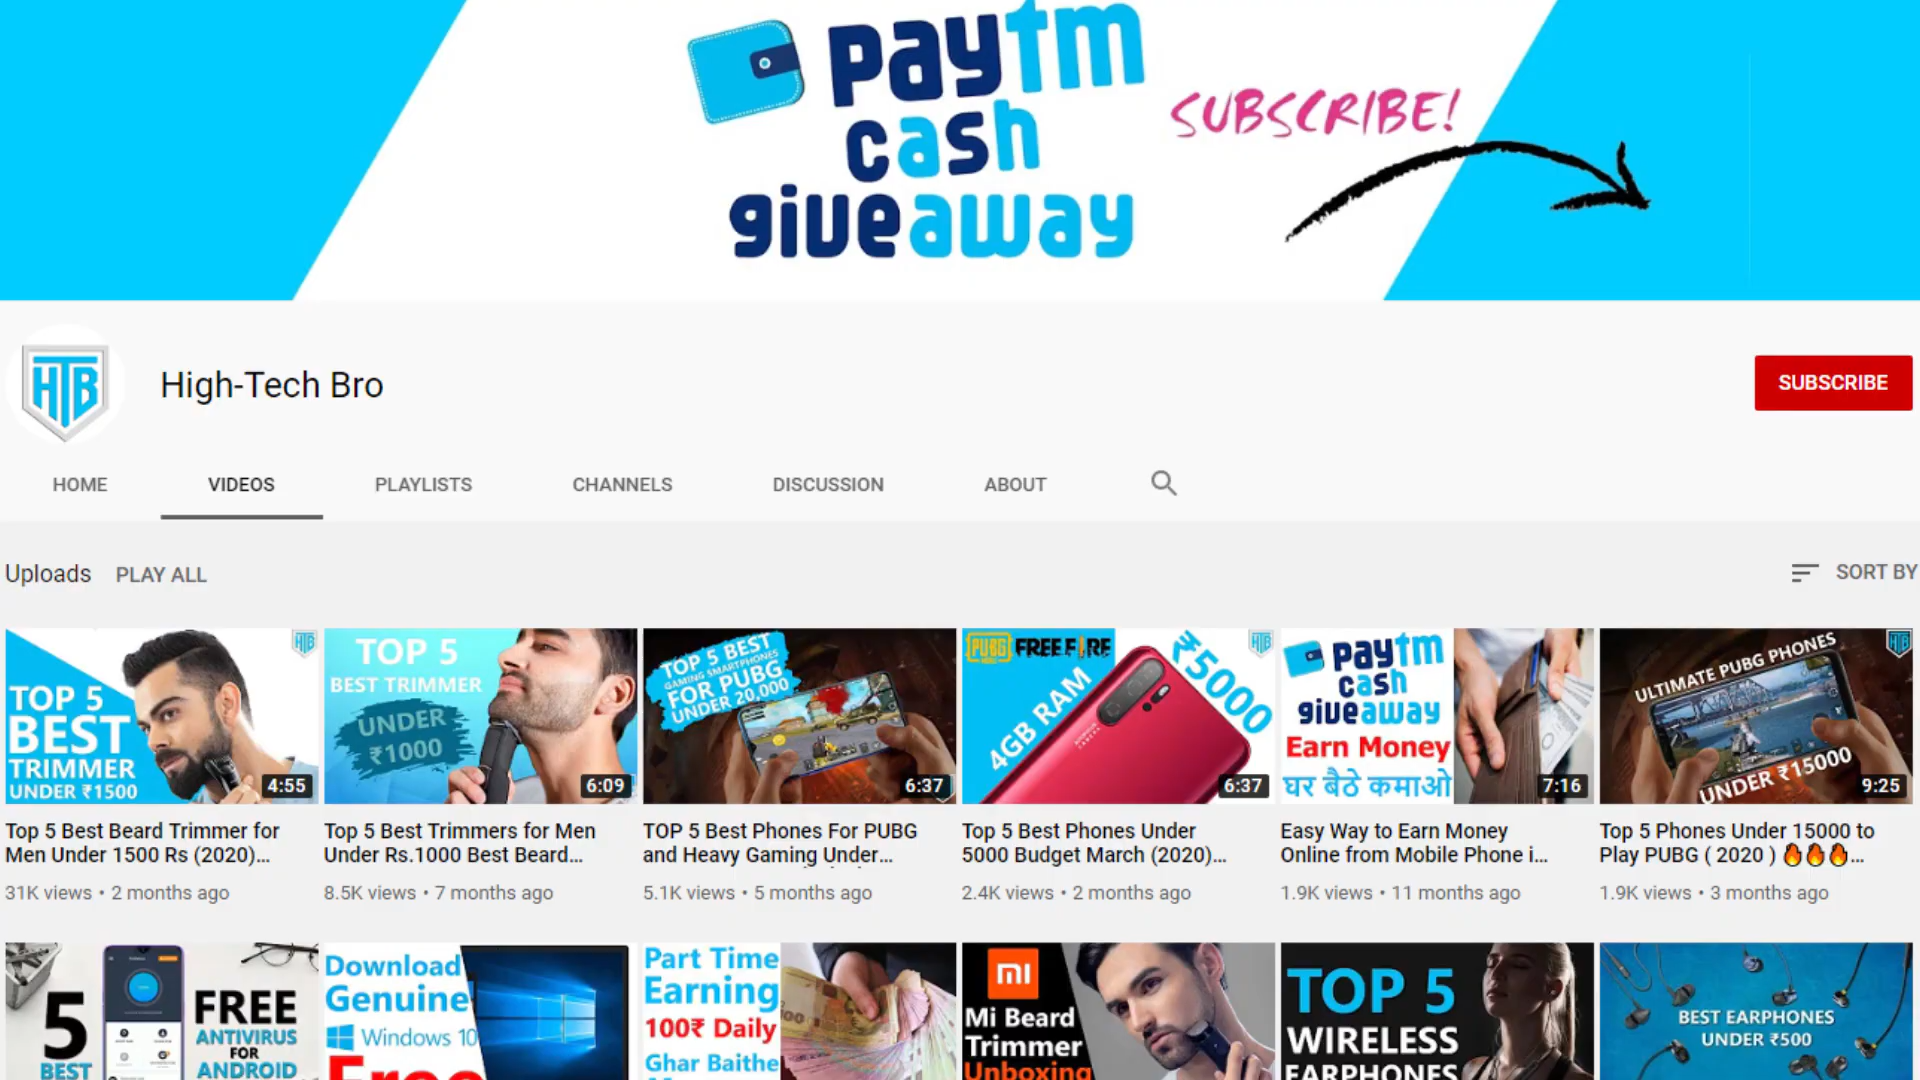 paytm
cash
giveaway
SUBSCRIBE!
HTB
High-Tech Bro
SUBSCRIBE
HOME
VIDEOS
PLAYLISTS
CHANNELS
DISCUSSION
ABOUT
Uploads
PLAY ALL
SORT BY
HTB
TOP 5
BEST
TRIMMER
UNDER ₹1500
4:55
Top 5 Best Beard Trimmer for
Men Under 1500 Rs (2020)...
31K views • 2 months ago
TOP 5
BEST TRIMMER
UNDER
₹1000
6:09
Top 5 Best Trimmers for Men
Under Rs.1000 Best Beard...
8.5K views • 7 months ago
TOP 5 BEST
GAMING SMARTPHONES
FOR PUBG
UNDER 20,000
6:37
TOP 5 Best Phones For PUBG
and Heavy Gaming Under...
5.1K views • 5 months ago
PUBG
FREE FIRE
HTB
₹5000
4GB RAM
6:37
Top 5 Best Phones Under
5000 Budget March (2020)...
2.4K views • 2 months ago
paytm
cash
giveaway
Earn Money
घर बैठे कमाओ
7:16
Easy Way to Earn Money
Online from Mobile Phone i...
1.9K views • 11 months ago
HTB
ULTIMATE PUBG PHONES
UNDER ₹15000
9:25
Top 5 Phones Under 15000 to
Play PUBG ( 2020 ) 🔥🔥🔥...
1.9K views • 3 months ago
5
BEST
FREE
ANTIVIRUS
FOR
ANDROID
Download
Genuine
Windows 10
Free
Part Time
Earning
100₹ Daily
Ghar Baithe
mi
Mi Beard
Trimmer
Unboxing
TOP 5
WIRELESS
EARPHONES
BEST EARPHONES
UNDER ₹500